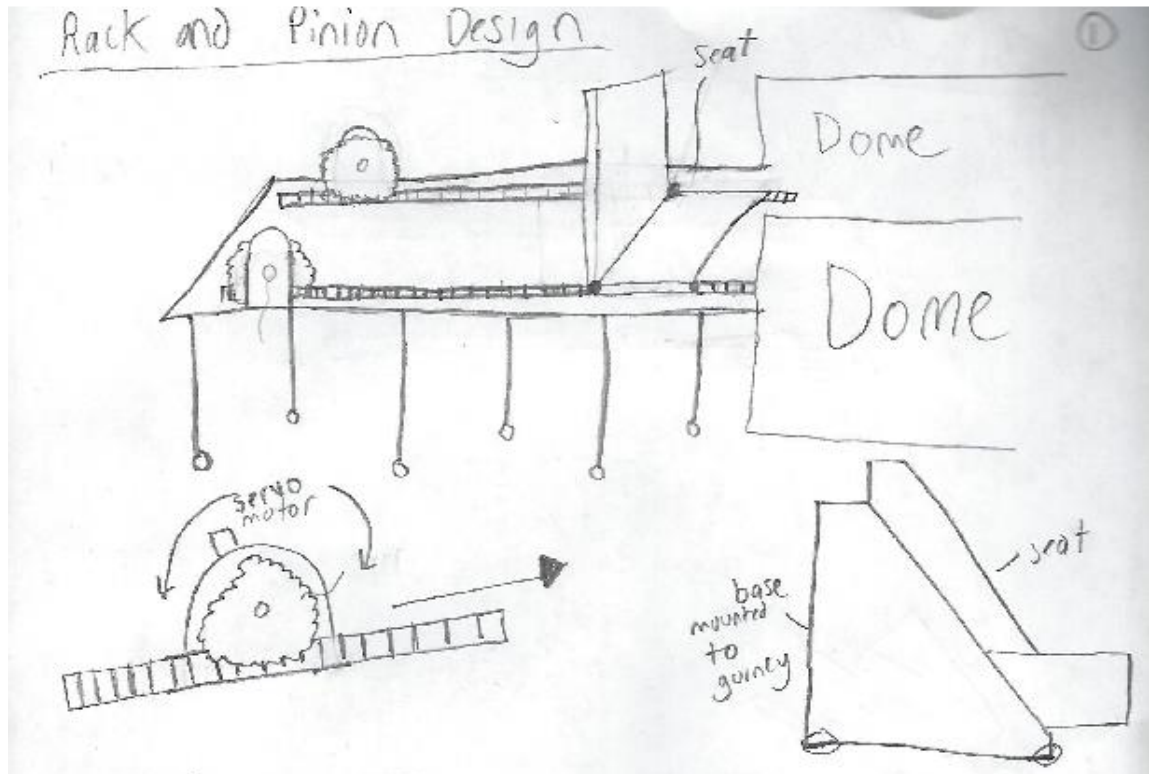 Rack and Pinion Design
①
seat
Dome
Dome
servo
motor
seat
base
mounted
to
gurney